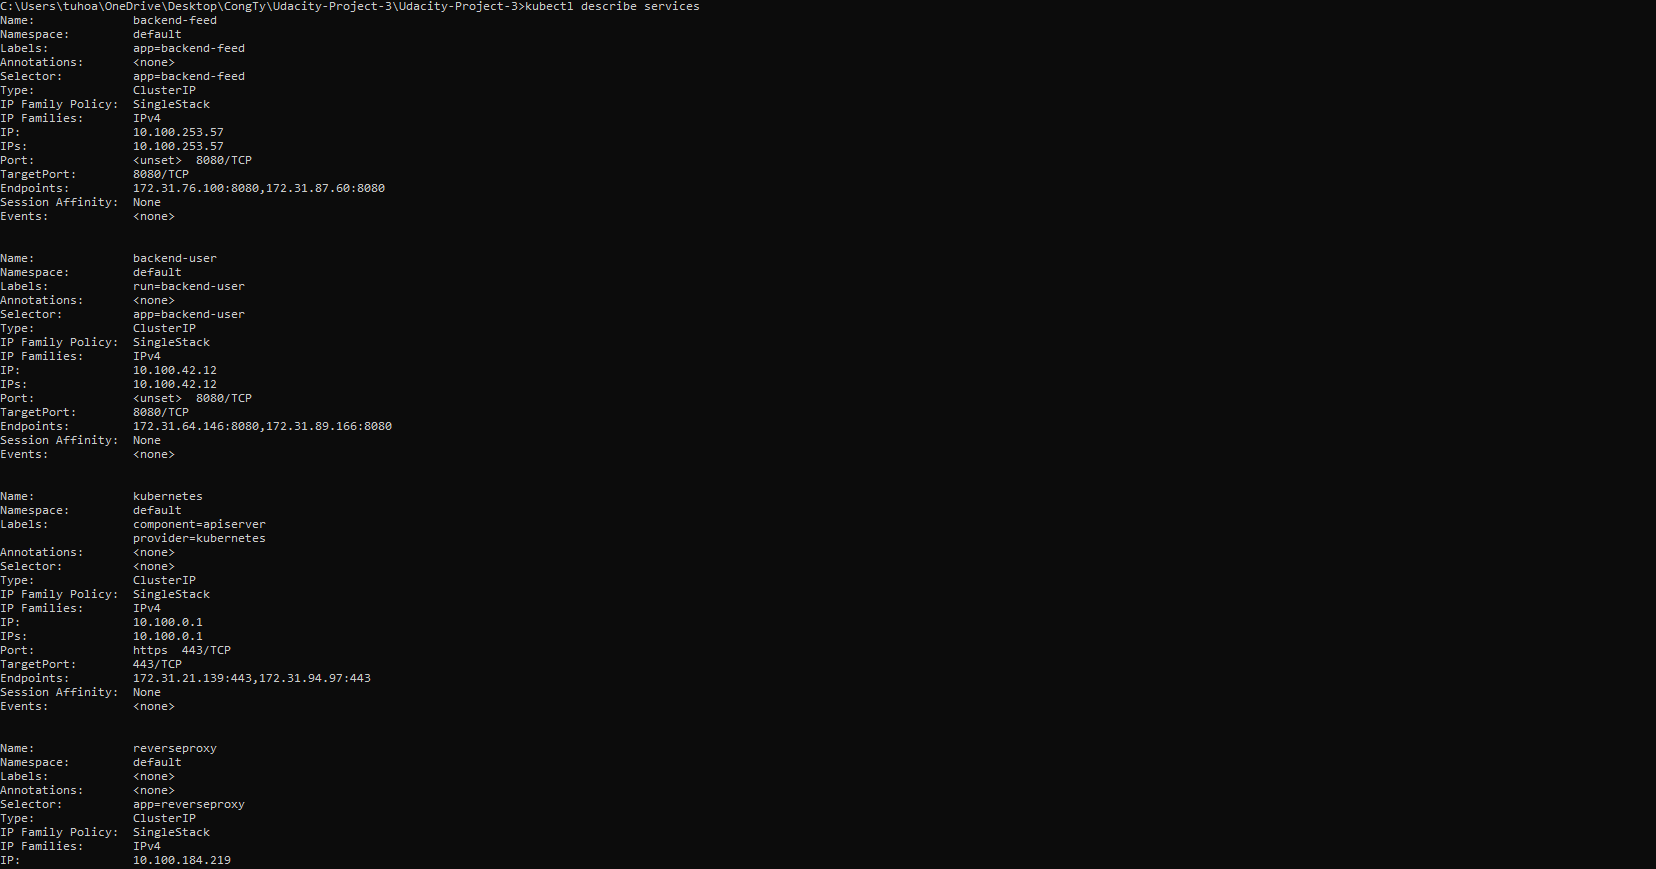 C:\Users\tuhoa\OneDrive\Desktop\CongTy\Udacity-Project-3\Udacity-Project-3>kubectl describe services
Name:              backend-feed
Namespace:         default
Labels:            app=backend-feed
Annotations:       <none>
Selector:          app=backend-feed
Type:              ClusterIP
IP Family Policy:  SingleStack
IP Families:       IPv4
IP:                10.100.253.57
IPs:               10.100.253.57
Port:              <unset>  8080/TCP
TargetPort:        8080/TCP
Endpoints:         172.31.76.100:8080,172.31.87.60:8080
Session Affinity:  None
Events:            <none>

Name:              backend-user
Namespace:         default
Labels:            run=backend-user
Annotations:       <none>
Selector:          app=backend-user
Type:              ClusterIP
IP Family Policy:  SingleStack
IP Families:       IPv4
IP:                10.100.42.12
IPs:               10.100.42.12
Port:              <unset>  8080/TCP
TargetPort:        8080/TCP
Endpoints:         172.31.64.146:8080,172.31.89.166:8080
Session Affinity:  None
Events:            <none>

Name:              kubernetes
Namespace:         default
Labels:            component=apiserver
                   provider=kubernetes
Annotations:       <none>
Selector:          <none>
Type:              ClusterIP
IP Family Policy:  SingleStack
IP Families:       IPv4
IP:                10.100.0.1
IPs:               10.100.0.1
Port:              https  443/TCP
TargetPort:        443/TCP
Endpoints:         172.31.21.139:443,172.31.94.97:443
Session Affinity:  None
Events:            <none>

Name:              reverseproxy
Namespace:         default
Labels:            <none>
Annotations:       <none>
Selector:          app=reverseproxy
Type:              ClusterIP
IP Family Policy:  SingleStack
IP Families:       IPv4
IP:                10.100.184.219